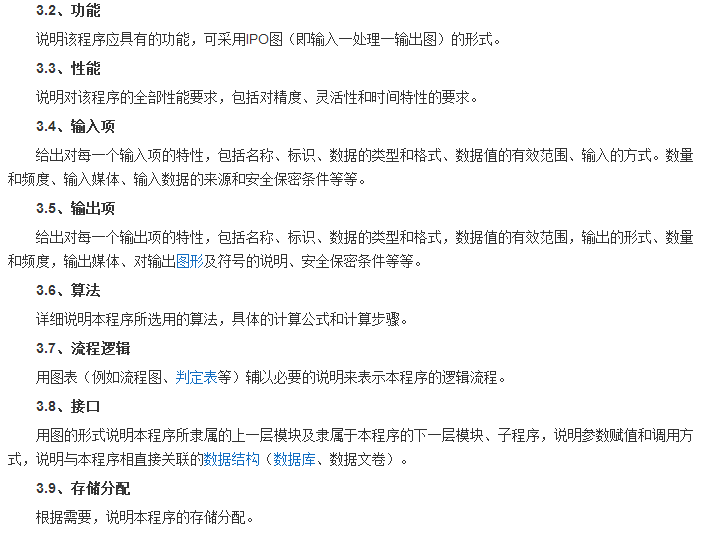 3.2、功能
说明该程序应具有的功能，可采用IPO图（即输入一处理一输出图）的形式。
3.3、性能
说明对该程序的全部性能要求，包括对精度、灵活性和时间特性的要求。
3.4、输入项
给出对每一个输入项的特性，包括名称、标识、数据的类型和格式、数据值的有效范围、输入的方式。数量
和频度、输入媒体、输入数据的来源和安全保密条件等等。
3.5、输出项
给出对每一个输出项的特性，包括名称、标识、数据的类型和格式，数据值的有效范围，输出的形式、数量
和频度，输出媒体、对输出图形及符号的说明、安全保密条件等等。
3.6、算法
详细说明本程序所选用的算法，具体的计算公式和计算步骤。
3.7、流程逻辑
用图表（例如流程图、判定表等）辅以必要的说明来表示本程序的逻辑流程。
3.8、接口
用图的形式说明本程序所隶属的上一层模块及隶属于本程序的下一层模块、子程序，说明参数赋值和调用方
式，说明与本程序相直接关联的数据结构（数据库、数据文卷）。
3.9、存储分配
根据需要，说明本程序的存储分配。